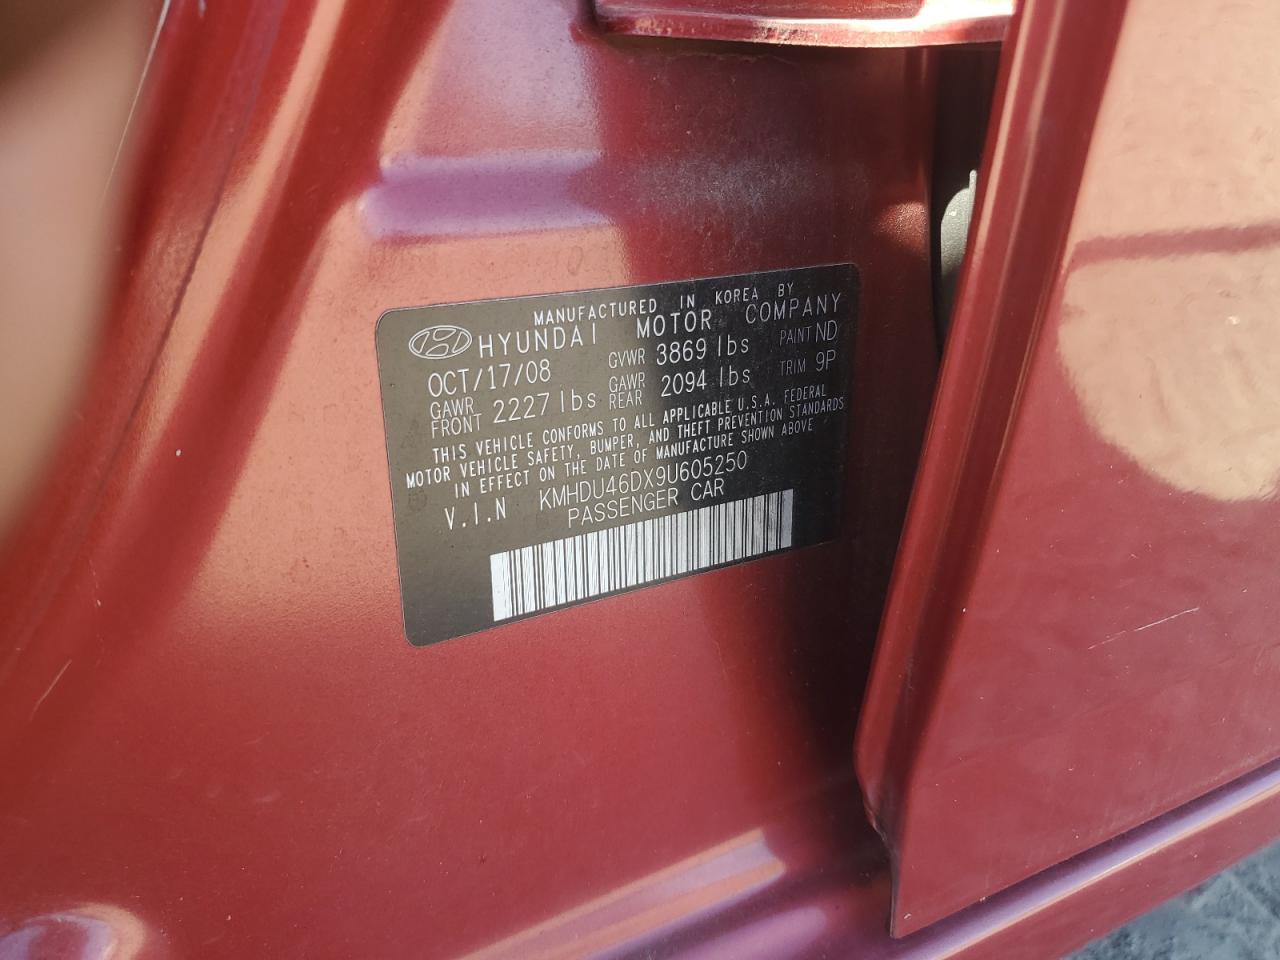 MANUFACTURED IN KOREA BY
HYUNDAI MOTOR COMPANY
OCT/17/08 GVWR 3869 lbs PAINT ND
GAWR FRONT 2227 lbs GAWR REAR 2094 lbs TRIM 9P
THIS VEHICLE CONFORMS TO ALL APPLICABLE U.S.A. FEDERAL
MOTOR VEHICLE SAFETY, BUMPER, AND THEFT PREVENTION STANDARDS
IN EFFECT ON THE DATE OF MANUFACTURE SHOWN ABOVE
V.I.N KMHDU46DX9U605250
PASSENGER CAR